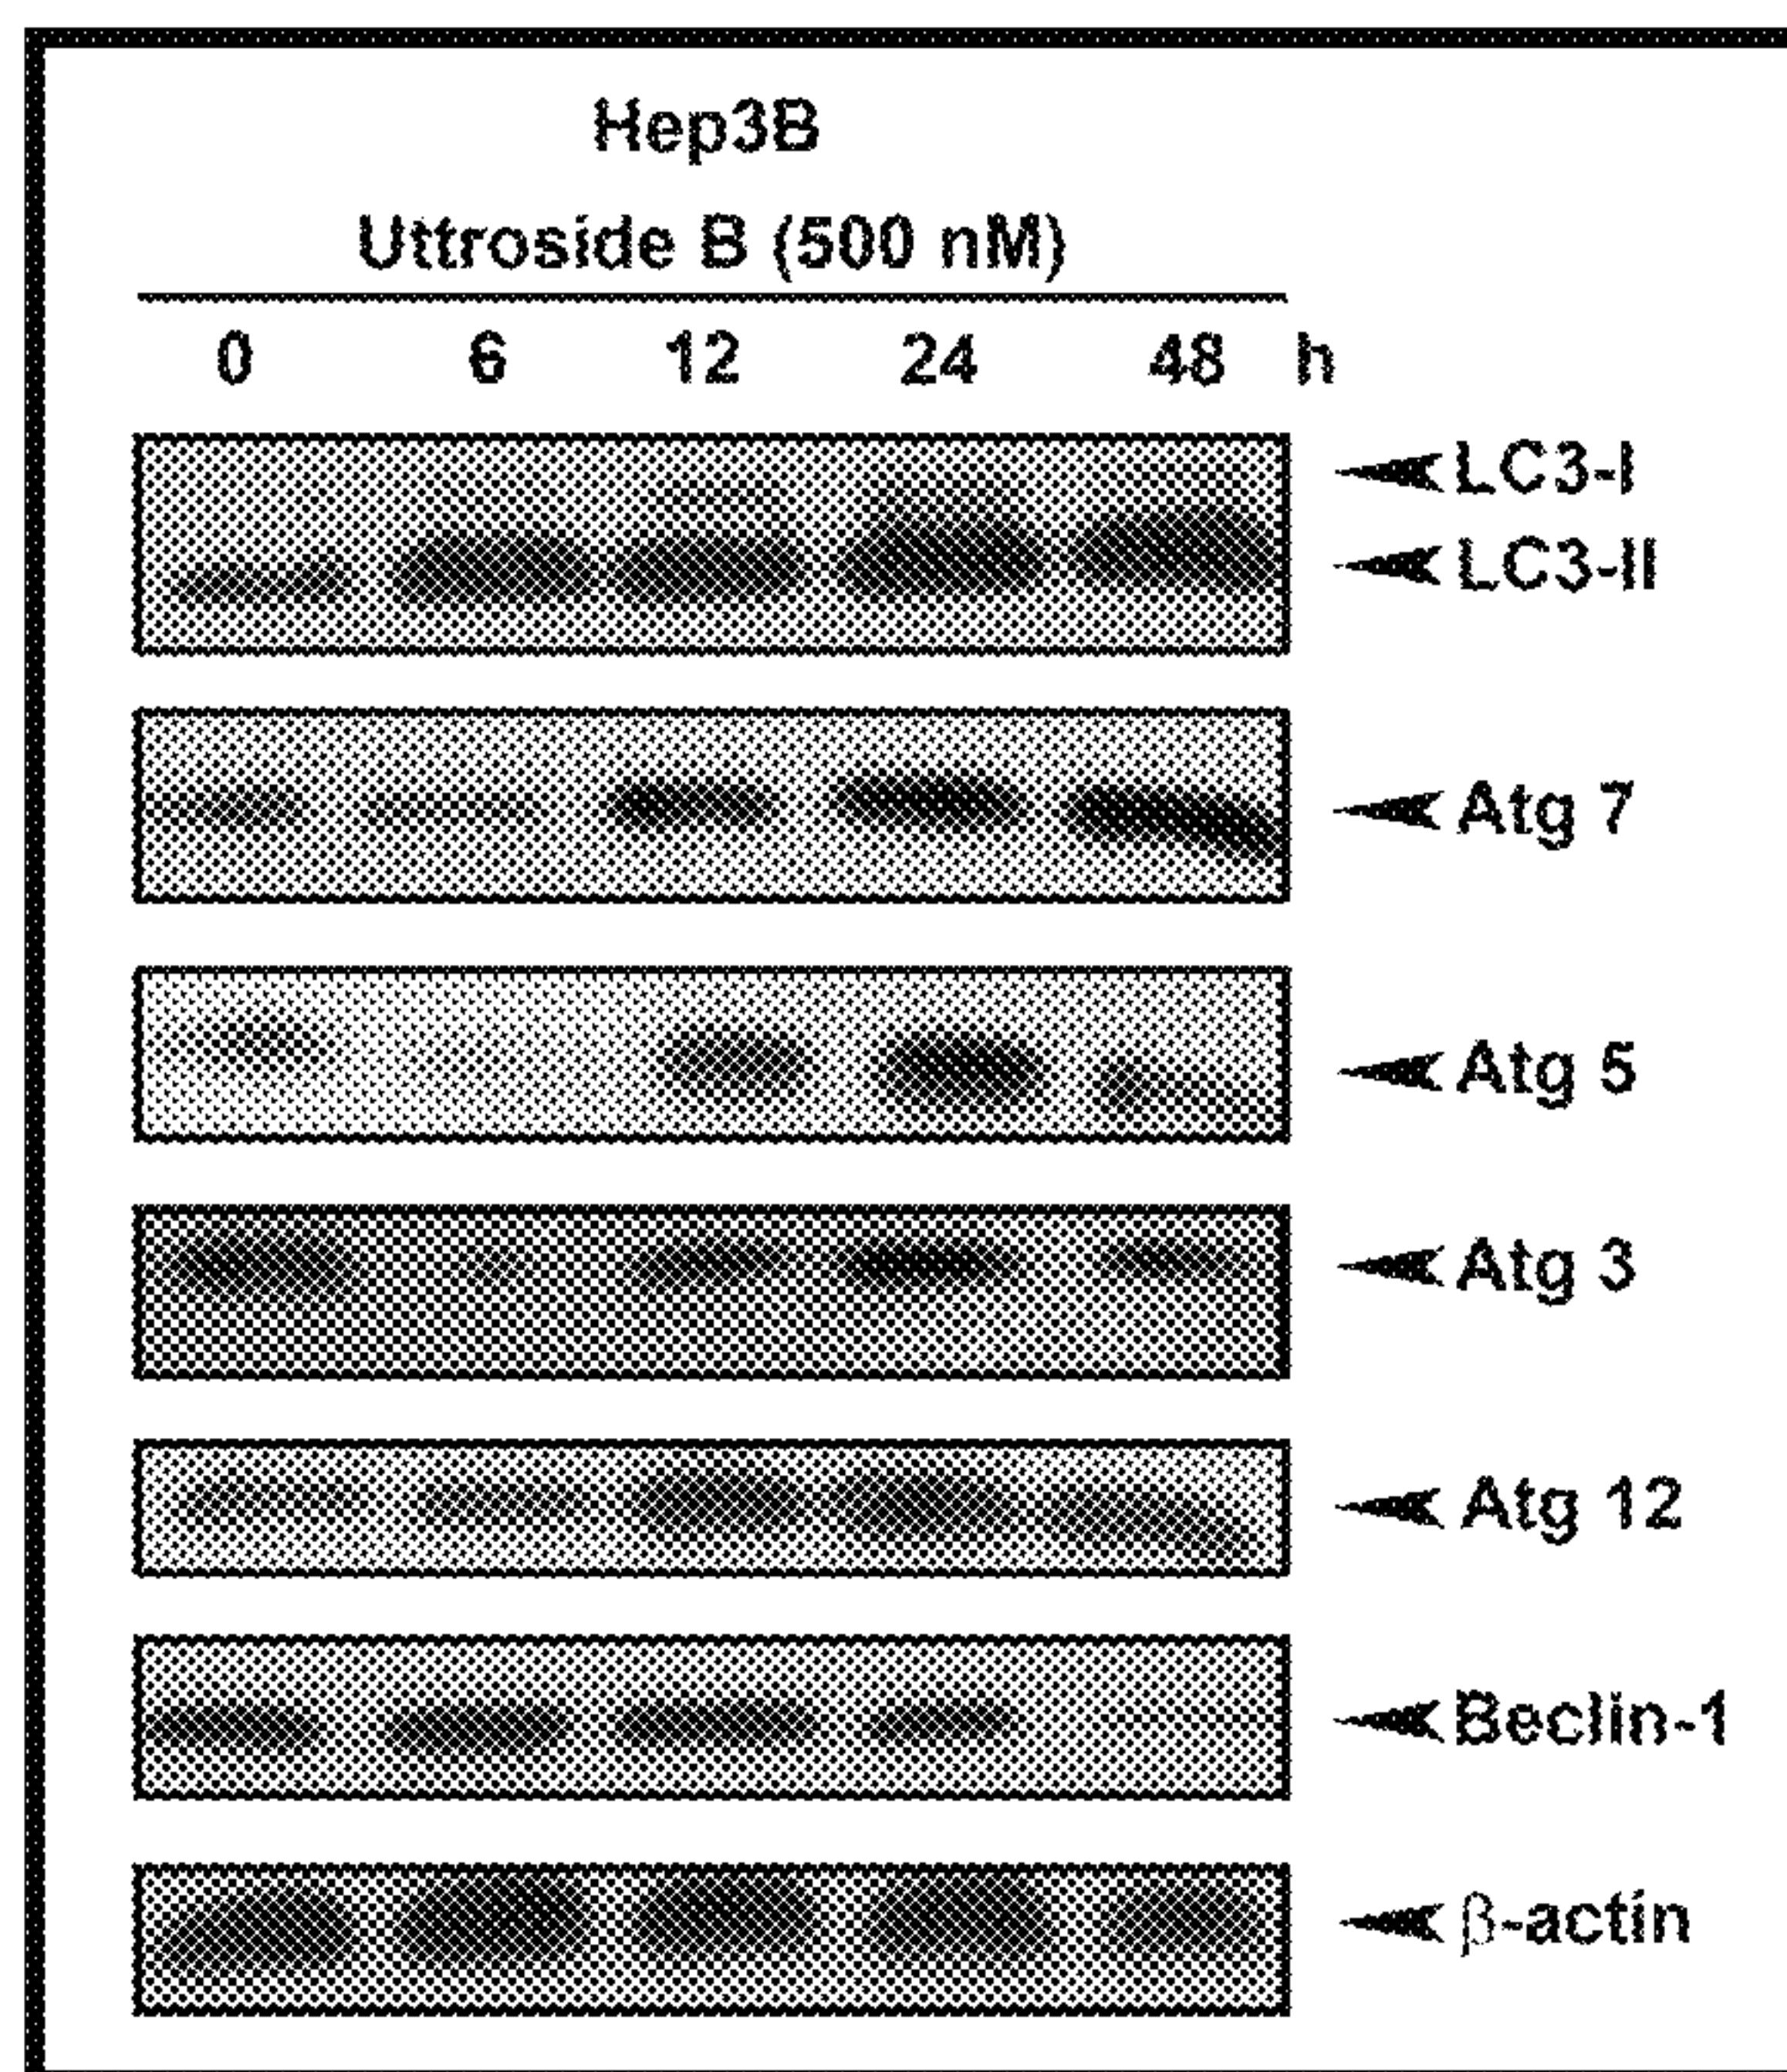 Hep3B
Uttroside B (500 nM)
0 6 12 24 48 h
LC3-I
LC3-II
Atg 7
Atg 5
Atg 3
Atg 12
Beclin-1
β-actin